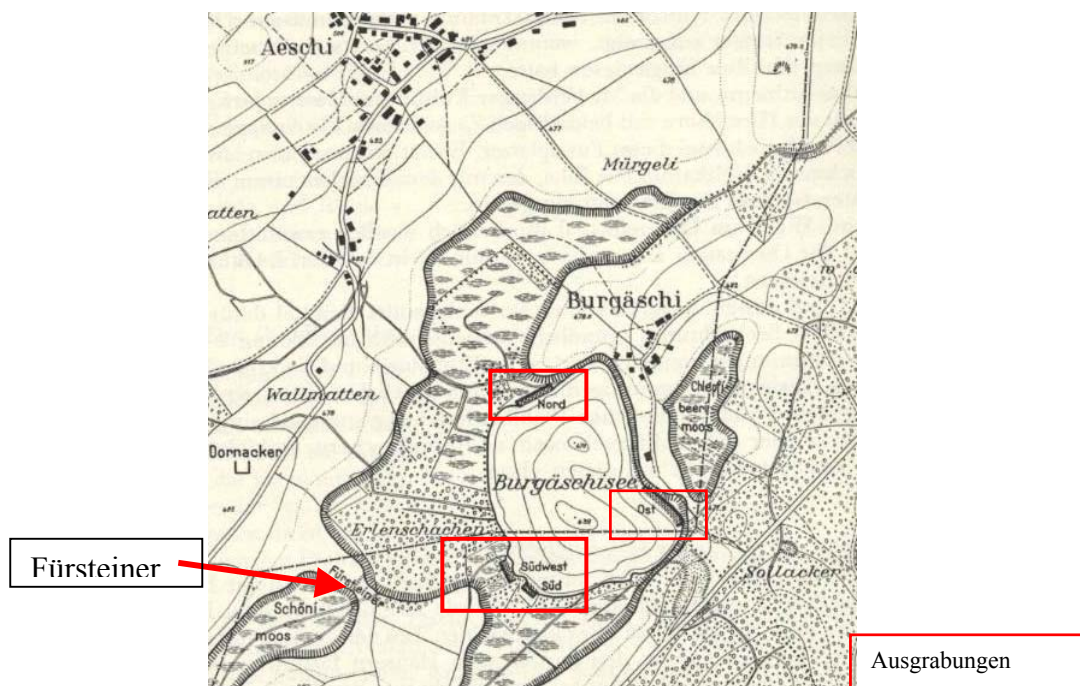 Aeschi
Mürgeli
atten
Burgäschi
Wallmatten
Nord
beeri
moos
Dornacker
Burgäschisee
Ost
Erlenschachen
Fürsteiner
Südwest
Süd
Sollacker
Fürsteiner
Schöni-
moos
Ausgrabungen